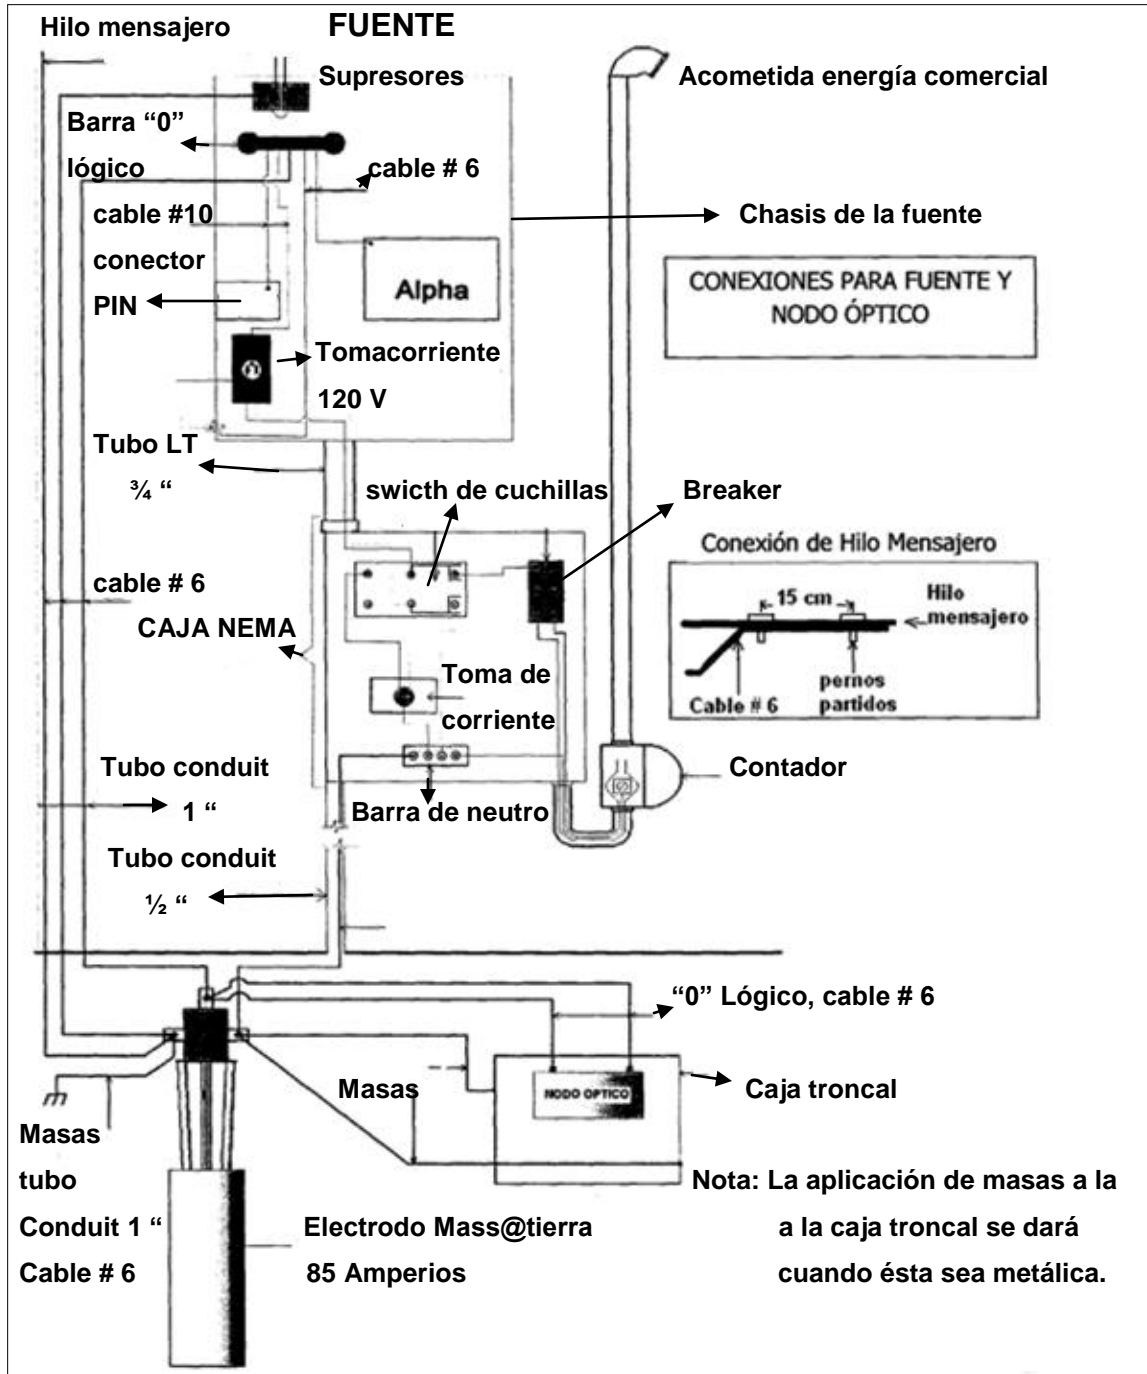 Hilo mensajero
FUENTE
Supresores
Acometida energía comercial
Barra “0”
lógico
cable # 6
cable #10
Chasis de la fuente
conector
PIN
Alpha
CONEXIONES PARA FUENTE Y
NODO ÓPTICO
Tomacorriente
120 V
Tubo LT
¾ “
swicth de cuchillas
Breaker
Conexión de Hilo Mensajero
15 cm
Hilo
mensajero
pernos
partidos
Cable # 6
cable # 6
CAJA NEMA
Toma de
corriente
Tubo conduit
1 “
Barra de neutro
Contador
Tubo conduit
½ “
“0” Lógico, cable # 6
NODO OPTICO
Caja troncal
Masas
Masas
tubo
Conduit 1 “
Cable # 6
Electrodo Mass@tierra
85 Amperios
Nota: La aplicación de masas a la
a la caja troncal se dará
cuando ésta sea metálica.